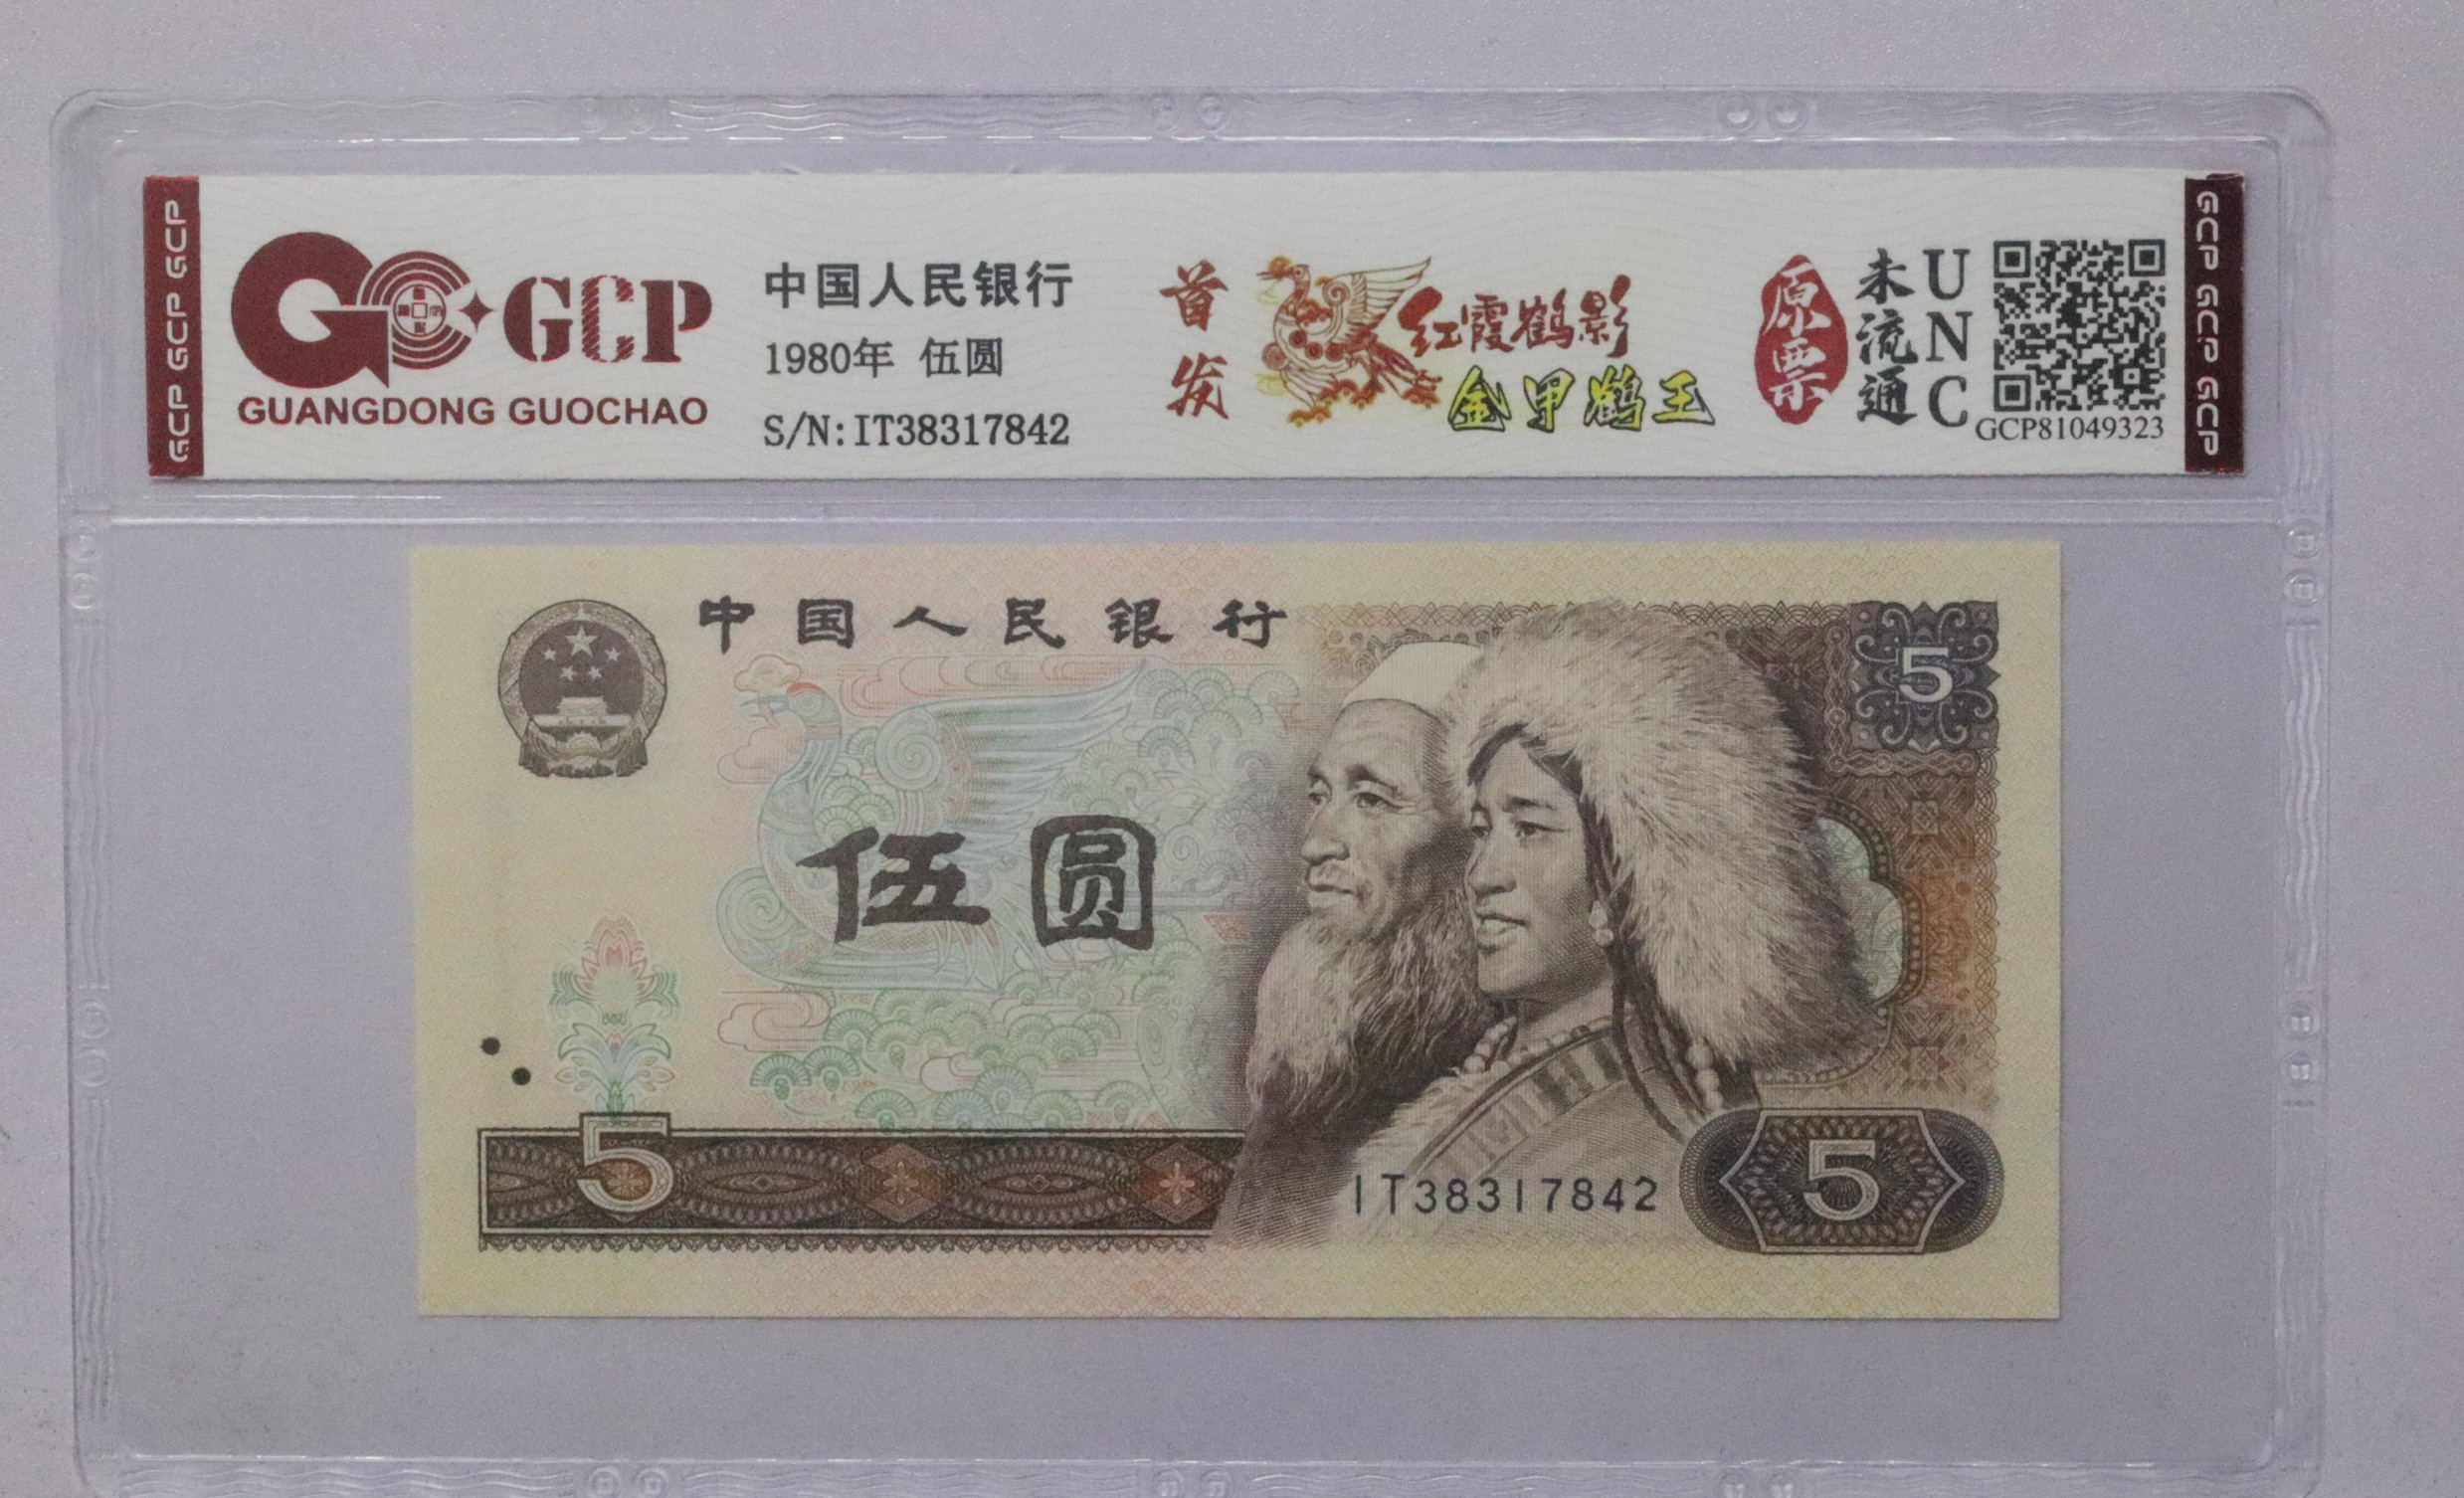 GCP GCP GCP
GCP
GUANGDONG GUOCHAO
中国人民银行
1980年 伍圆
S/N:IT38317842
首发
红霞鹤影
金甲鹤王
原票
未流通
UNC
GCP81049323
GCP GCP GCP
中国人民银行
5
伍圆
5
IT38317842
5